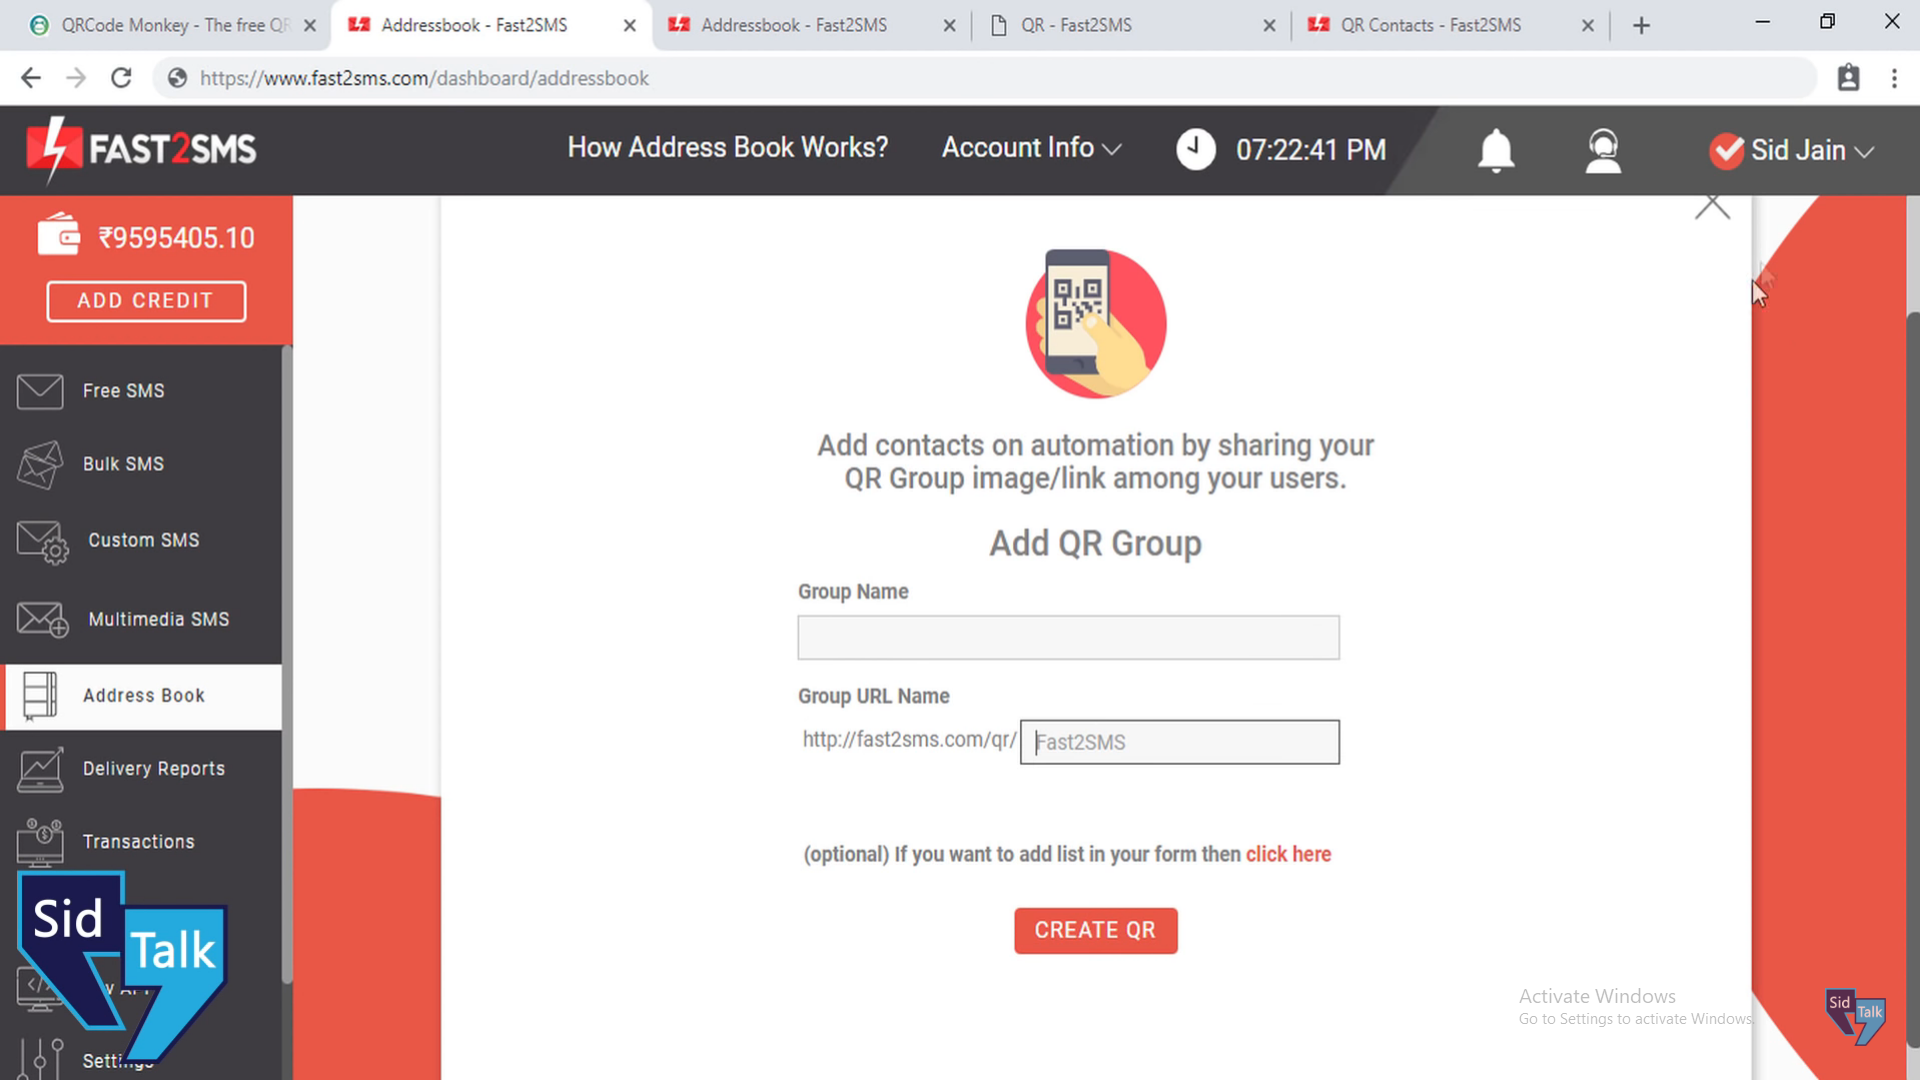 QRCode Monkey - The free QR
Addressbook - Fast2SMS
Addressbook - Fast2SMS
QR - Fast2SMS
QR Contacts - Fast2SMS
https://www.fast2sms.com/dashboard/addressbook
FAST2SMS
How Address Book Works?
Account Info
07:22:41 PM
Sid Jain
₹9595405.10
ADD CREDIT
Free SMS
Bulk SMS
Custom SMS
Multimedia SMS
Address Book
Delivery Reports
Transactions
Settings
Add contacts on automation by sharing your
QR Group image/link among your users.
Add QR Group
Group Name
Group URL Name
http://fast2sms.com/qr/
Fast2SMS
(optional) If you want to add list in your form then click here
CREATE QR
Activate Windows
Go to Settings to activate Windows.
Sid
Talk
Sid
Talk